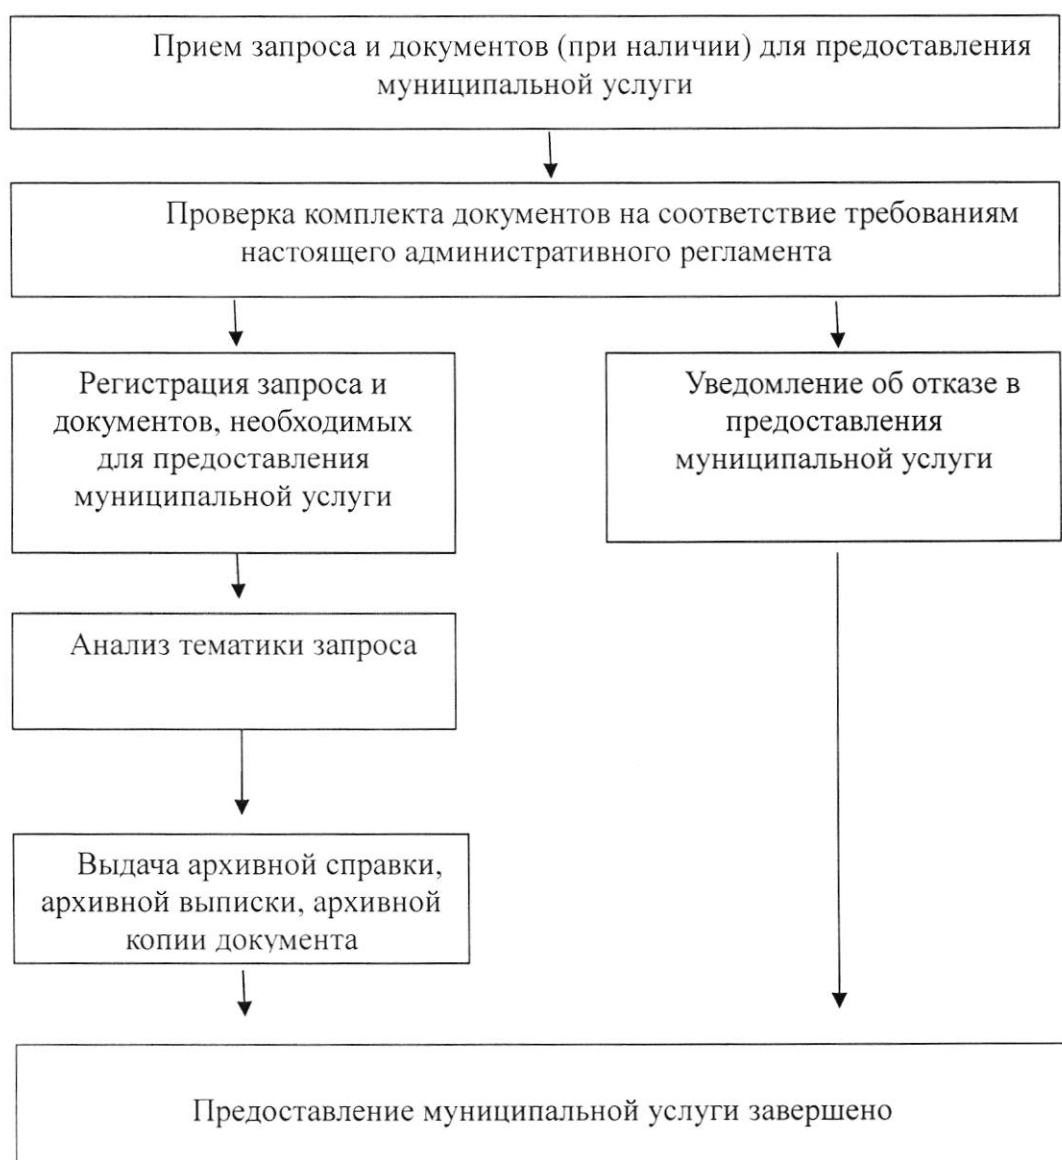 Прием запроса и документов (при наличии) для предоставления
муниципальной услуги
Проверка комплекта документов на соответствие требованиям
настоящего административного регламента
Регистрация запроса и
документов, необходимых
для предоставления
муниципальной услуги
Уведомление об отказе в
предоставления
муниципальной услуги
Анализ тематики запроса
Выдача архивной справки,
архивной выписки, архивной
копии документа
Предоставление муниципальной услуги завершено